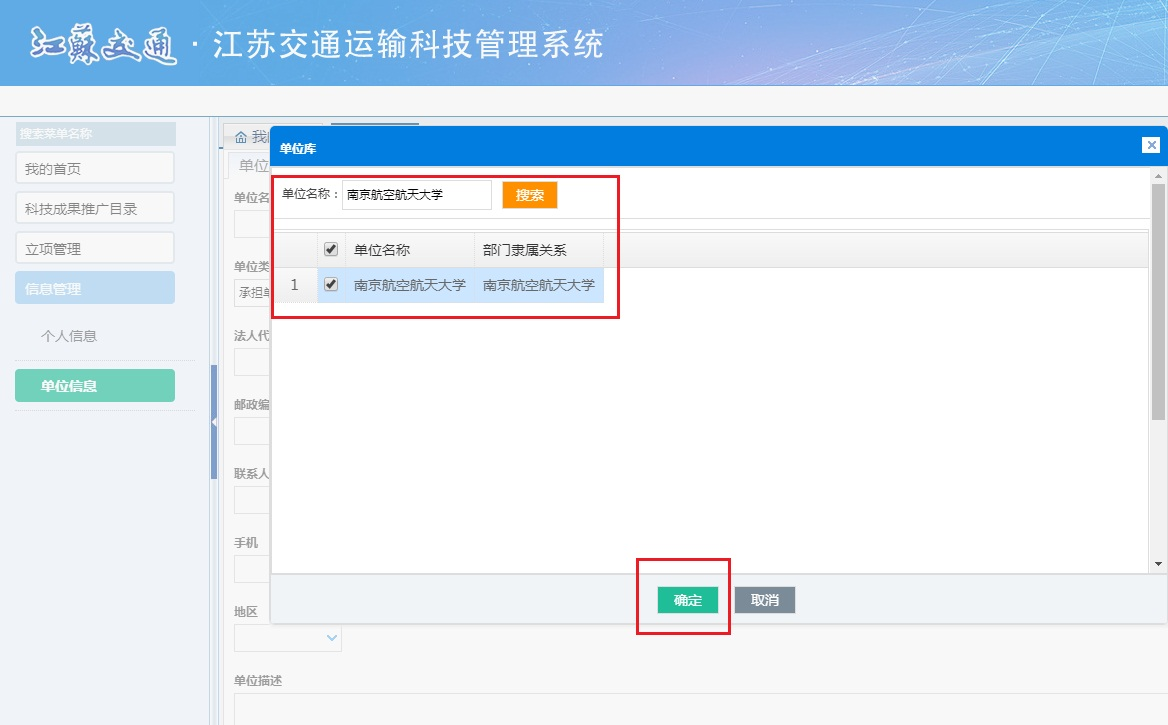 江蘇交通 · 江苏交通运输科技管理系统
搜索菜单名称
我的首页
科技成果推广目录
立项管理
信息管理
个人信息
单位信息
我
单位
单位名
单位类
承担单
法人代
邮政编
联系人
手机
地区
单位描述
单位库
单位名称： 南京航空航天大学 搜索
单位名称 部门隶属关系
1 南京航空航天大学 南京航空航天大学
确定 取消